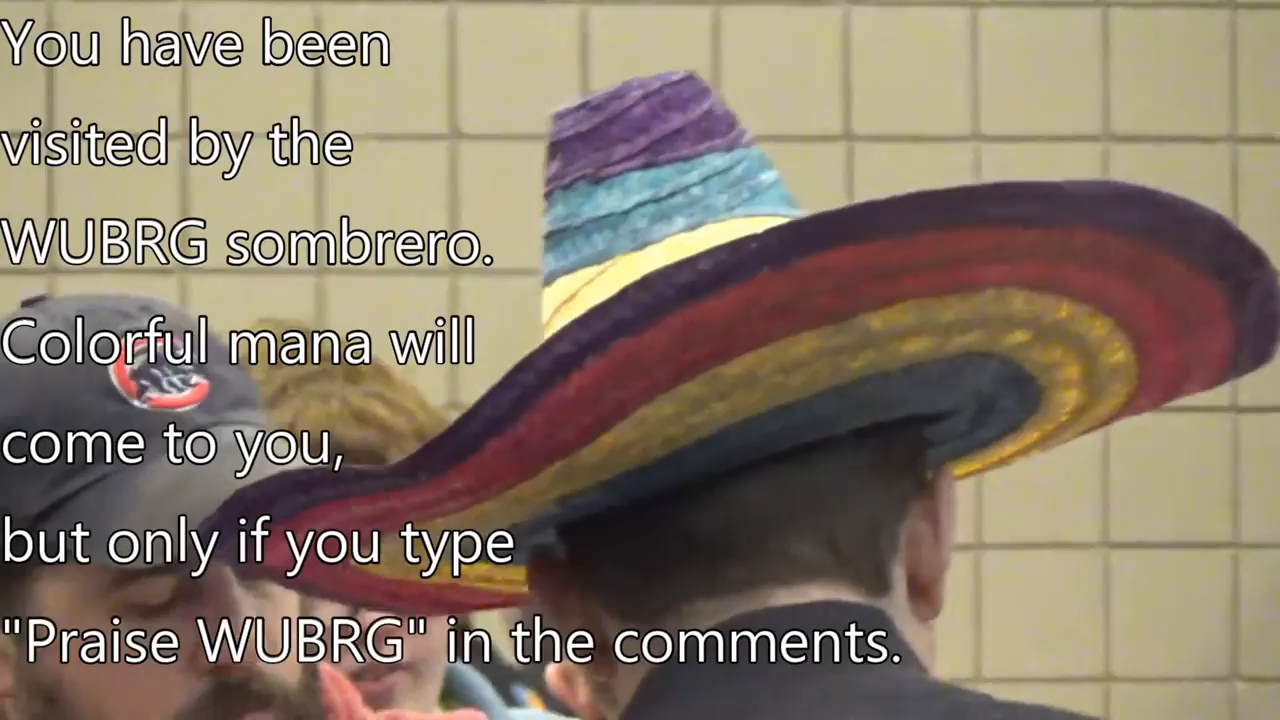 You have been
visited by the
WUBRG sombrero.
Colorful mana will
come to you,
but only if you type
"Praise WUBRG" in the comments.